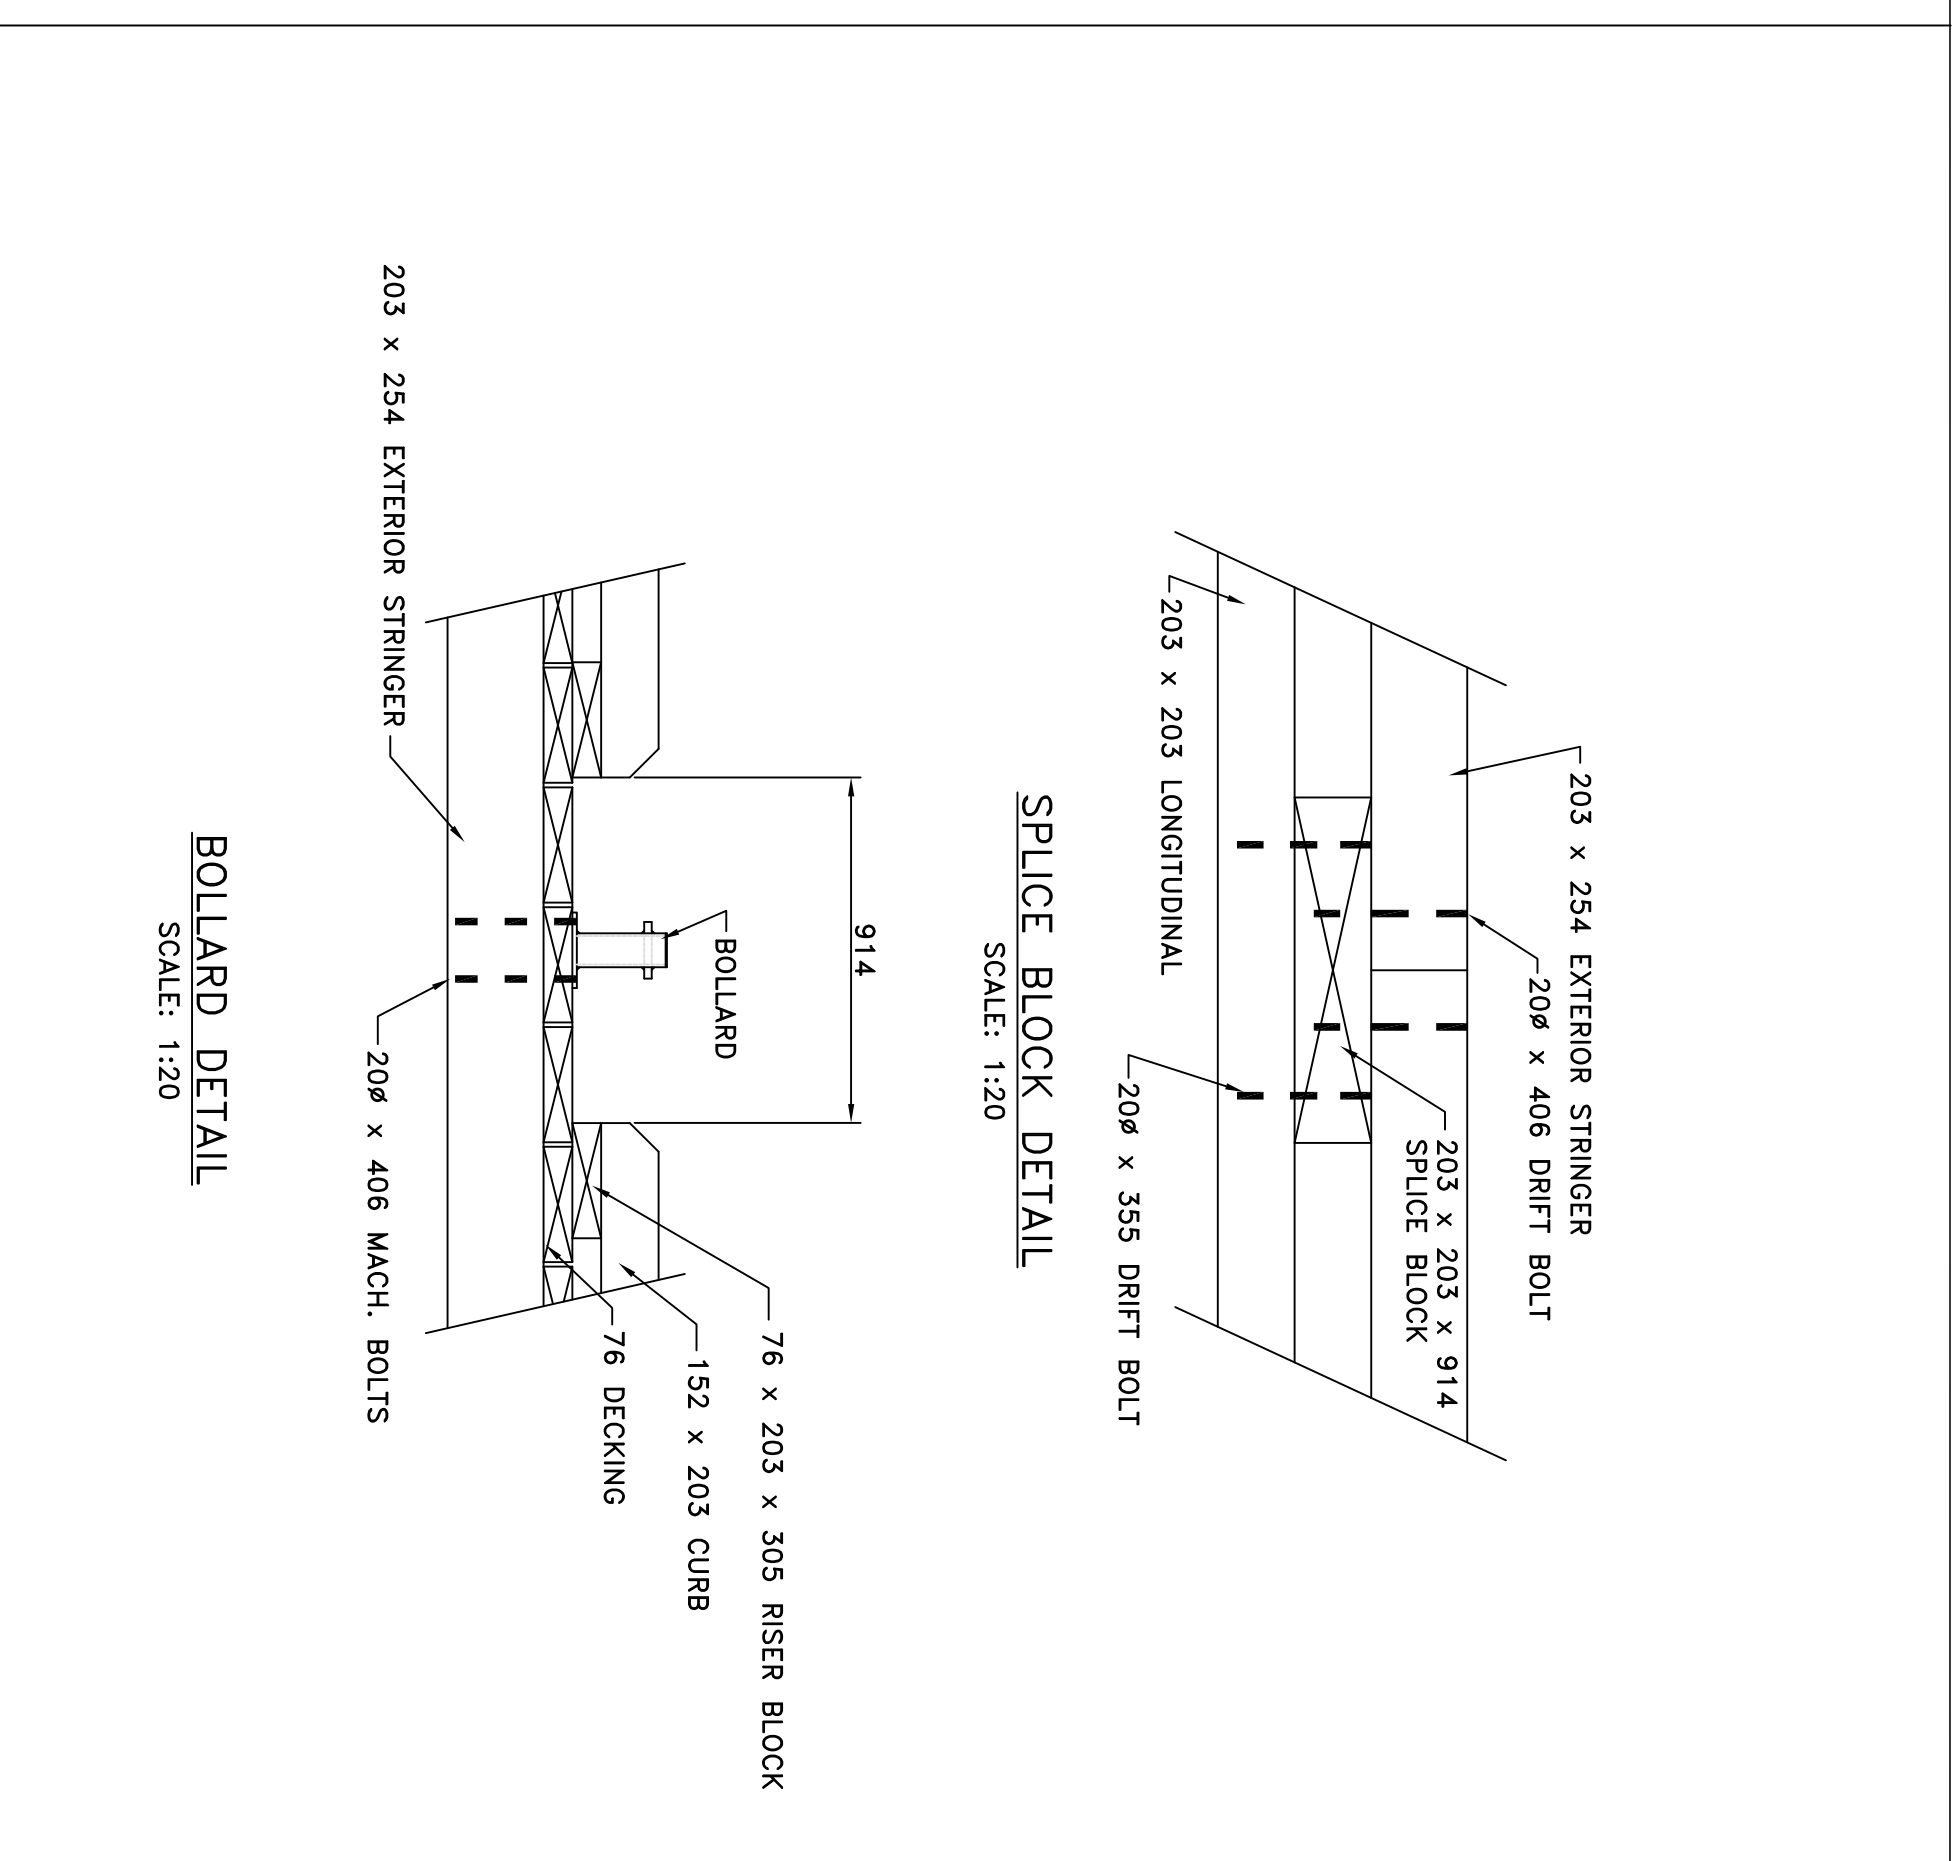 203 x 254 EXTERIOR STRINGER
20ø x 406 DRIFT BOLT
203 x 203 x 914
SPLICE BLOCK
203 x 203 LONGITUDINAL
20ø x 355 DRIFT BOLT
SPLICE BLOCK DETAIL
SCALE: 1:20
914
BOLLARD
76 x 203 x 305 RISER BLOCK
152 x 203 CURB
76 DECKING
203 x 254 EXTERIOR STRINGER
20ø x 406 MACH. BOLTS
BOLLARD DETAIL
SCALE: 1:20